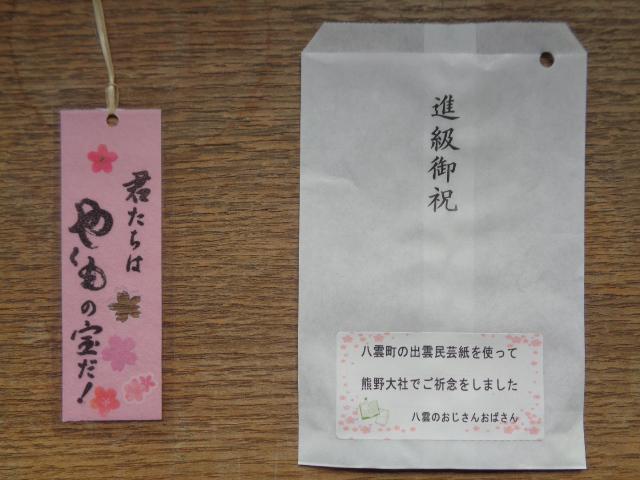 君たちは
やくもの宝だ!
進級御祝
八雲町の出雲民芸紙を使って
熊野大社でご祈念をしました
八雲のおじさんおばさん